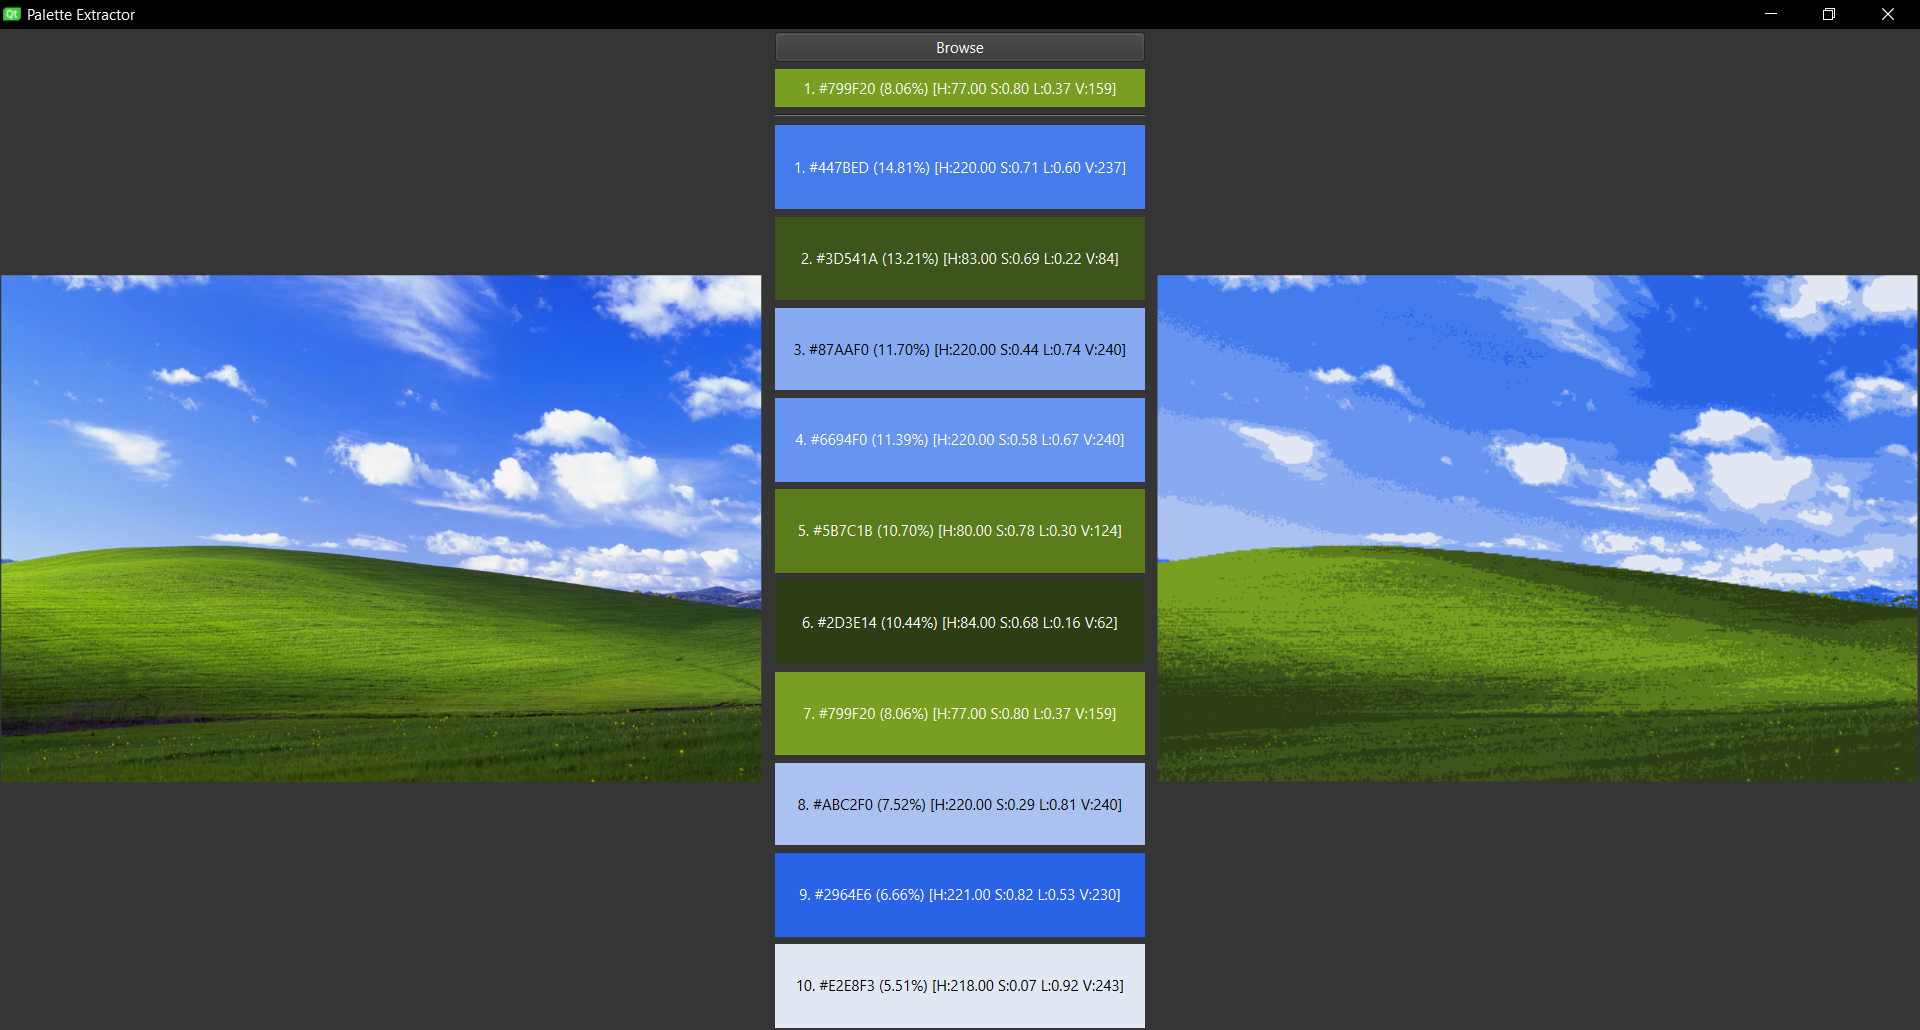 Qt Palette Extractor
Browse
1. #799F20 (8.06%) [H:77.00 S:0.80 L:0.37 V:159]
1. #447BED (14.81%) [H:220.00 S:0.71 L:0.60 V:237]
2. #3D541A (13.21%) [H:83.00 S:0.69 L:0.22 V:84]
3. #87AAF0 (11.70%) [H:220.00 S:0.44 L:0.74 V:240]
4. #6694F0 (11.39%) [H:220.00 S:0.58 L:0.67 V:240]
5. #5B7C1B (10.70%) [H:80.00 S:0.78 L:0.30 V:124]
6. #2D3E14 (10.44%) [H:84.00 S:0.68 L:0.16 V:62]
7. #799F20 (8.06%) [H:77.00 S:0.80 L:0.37 V:159]
8. #ABC2F0 (7.52%) [H:220.00 S:0.29 L:0.81 V:240]
9. #2964E6 (6.66%) [H:221.00 S:0.82 L:0.53 V:230]
10. #E2E8F3 (5.51%) [H:218.00 S:0.07 L:0.92 V:243]